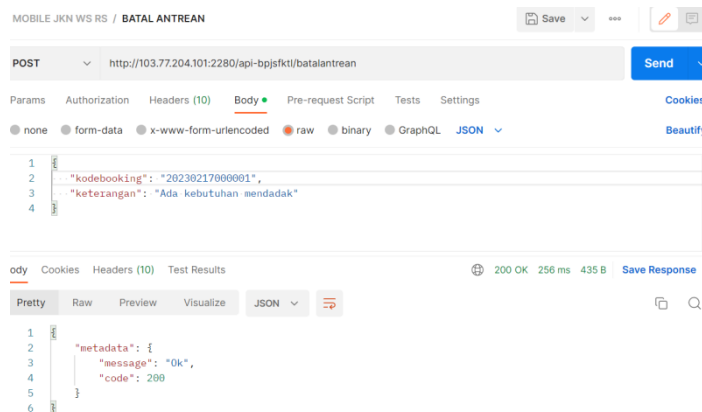 MOBILE JKN WS RS / BATAL ANTREAN
Save
POST http://103.77.204.101:2280/api-bpjsfktl/batalantrean Send
Params Authorization Headers (10) Body Pre-request Script Tests Settings Cookies
none form-data x-www-form-urlencoded raw binary GraphQL JSON Beautify
1 {
2 "kodebooking": "20230217000001",
3 "keterangan": "Ada kebutuhan mendadak"
4 }
ody Cookies Headers (10) Test Results 200 OK 256 ms 435 B Save Response
Pretty Raw Preview Visualize JSON
1 {
2 "metadata": {
3 "message": "Ok",
4 "code": 200
5 }
6 }